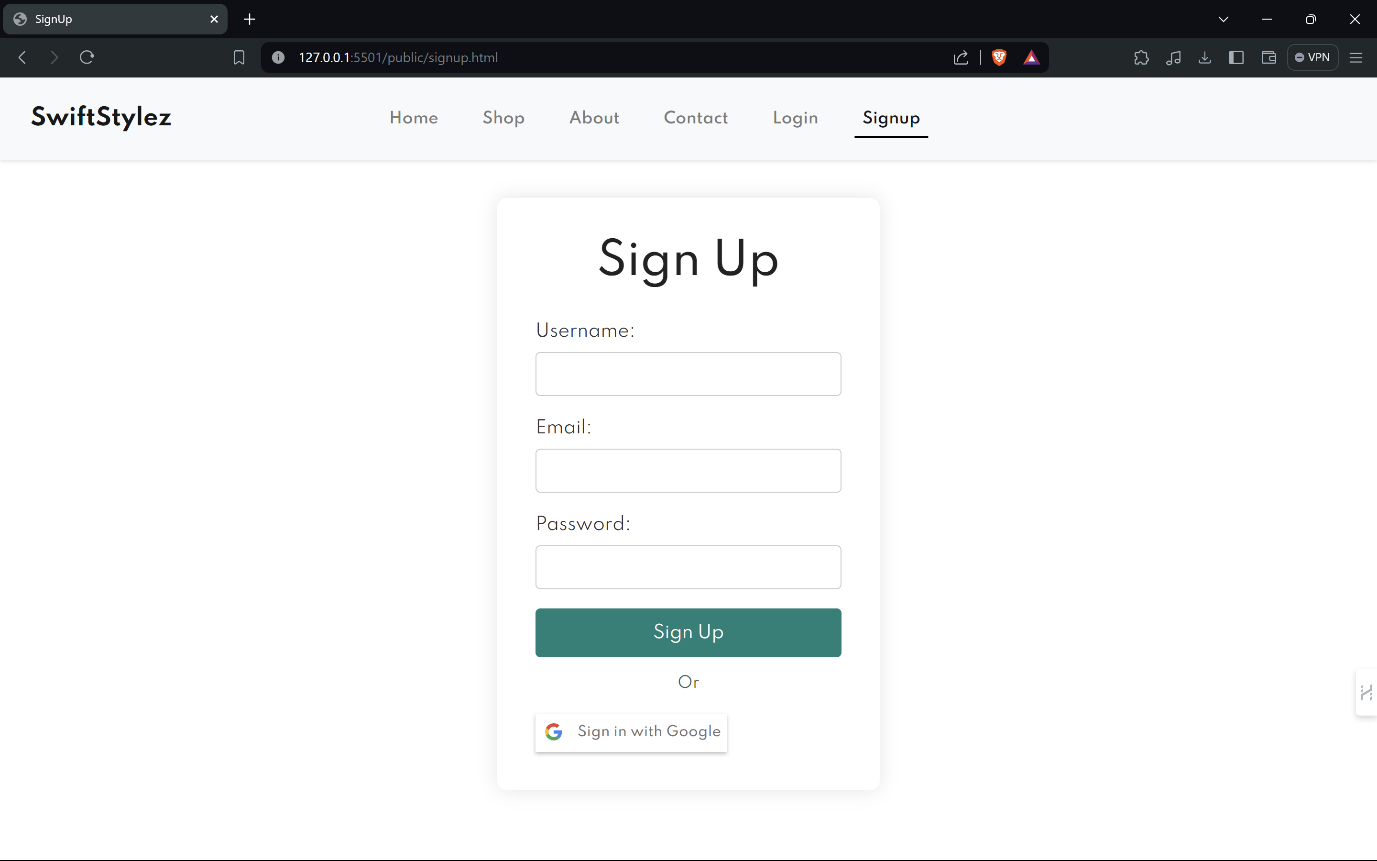 SignUp
127.0.0.1:5501/public/signup.html
VPN
SwiftStylez
Home Shop About Contact Login Signup
Sign Up
Username:
Email:
Password:
Sign Up
Or
Sign in with Google